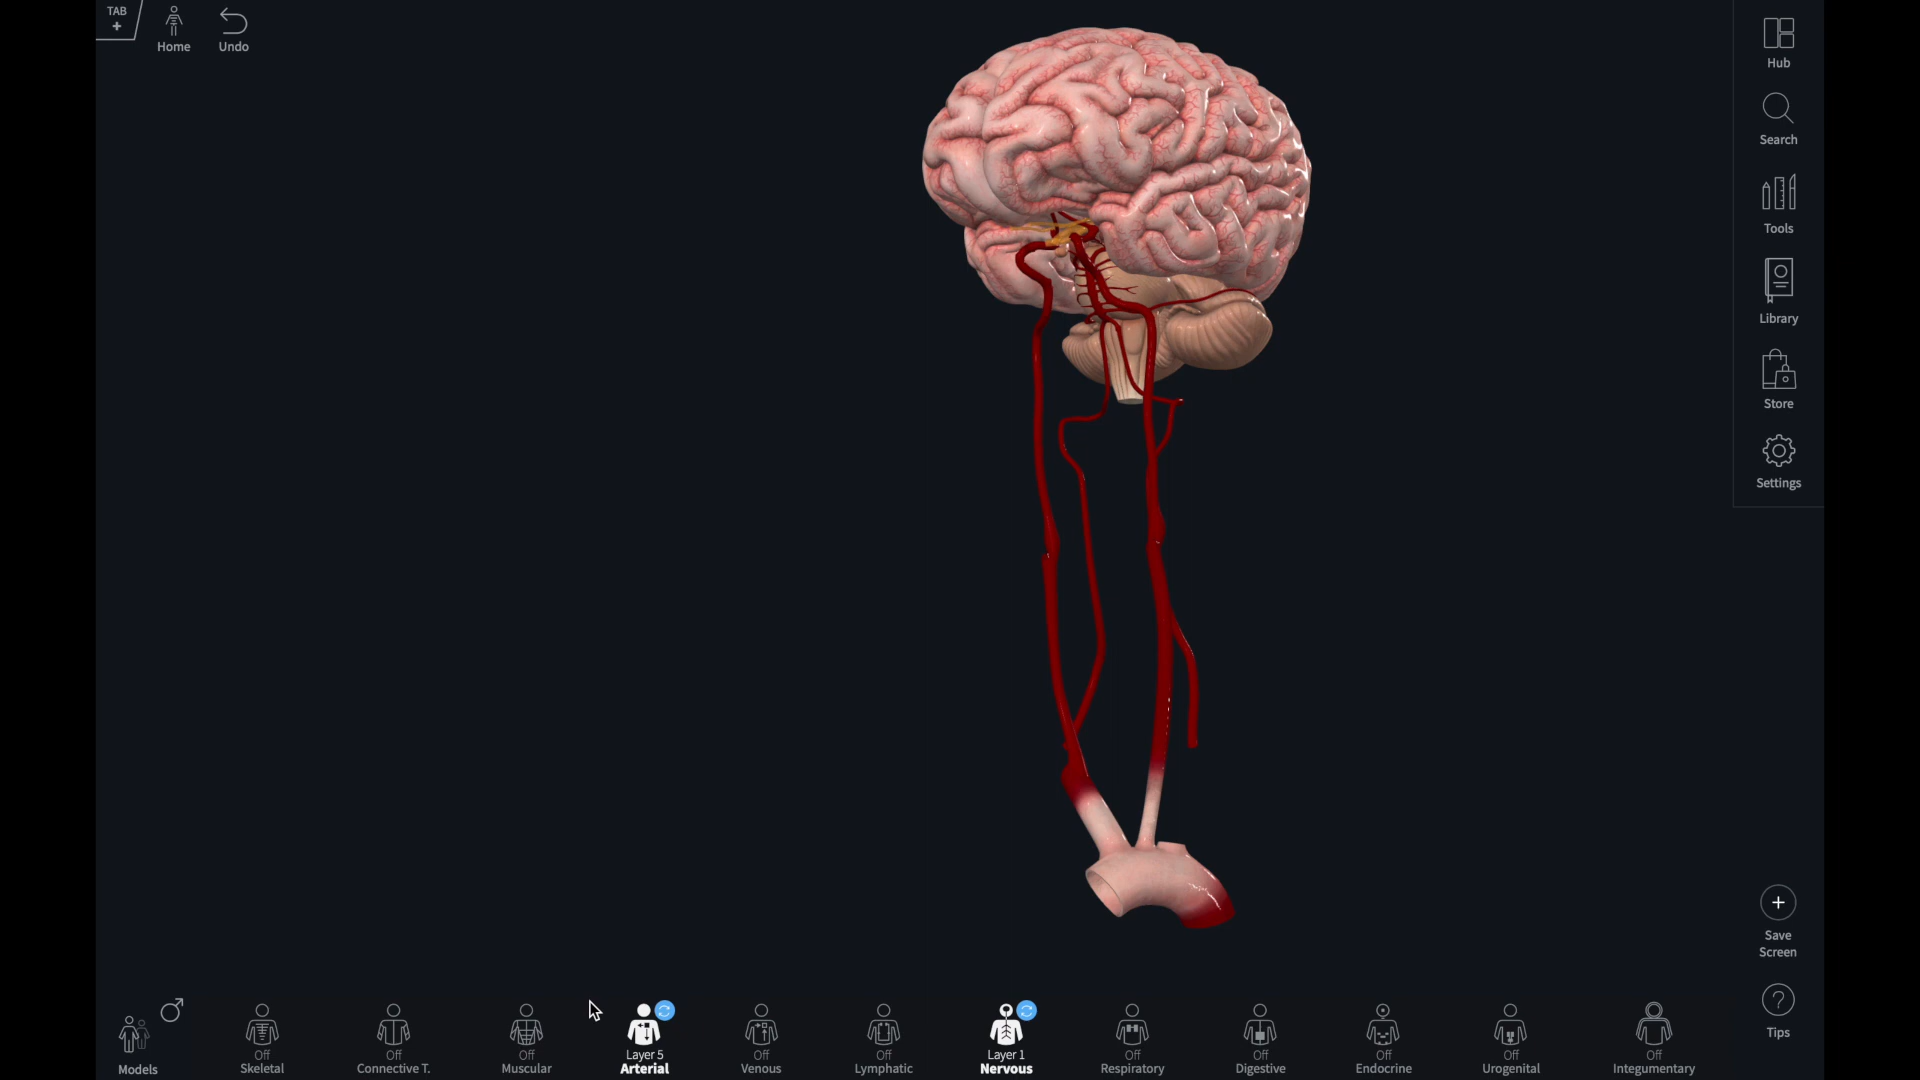 TAB
+
Home
Undo
Hub
Search
Tools
Library
Store
Settings
+
Save
Screen
?
Tips
Models
Off
Skeletal
Off
Connective T.
Off
Muscular
Layer 5
Arterial
Off
Venous
Off
Lymphatic
Layer 1
Nervous
Off
Respiratory
Off
Digestive
Off
Endocrine
Off
Urogenital
Off
Integumentary